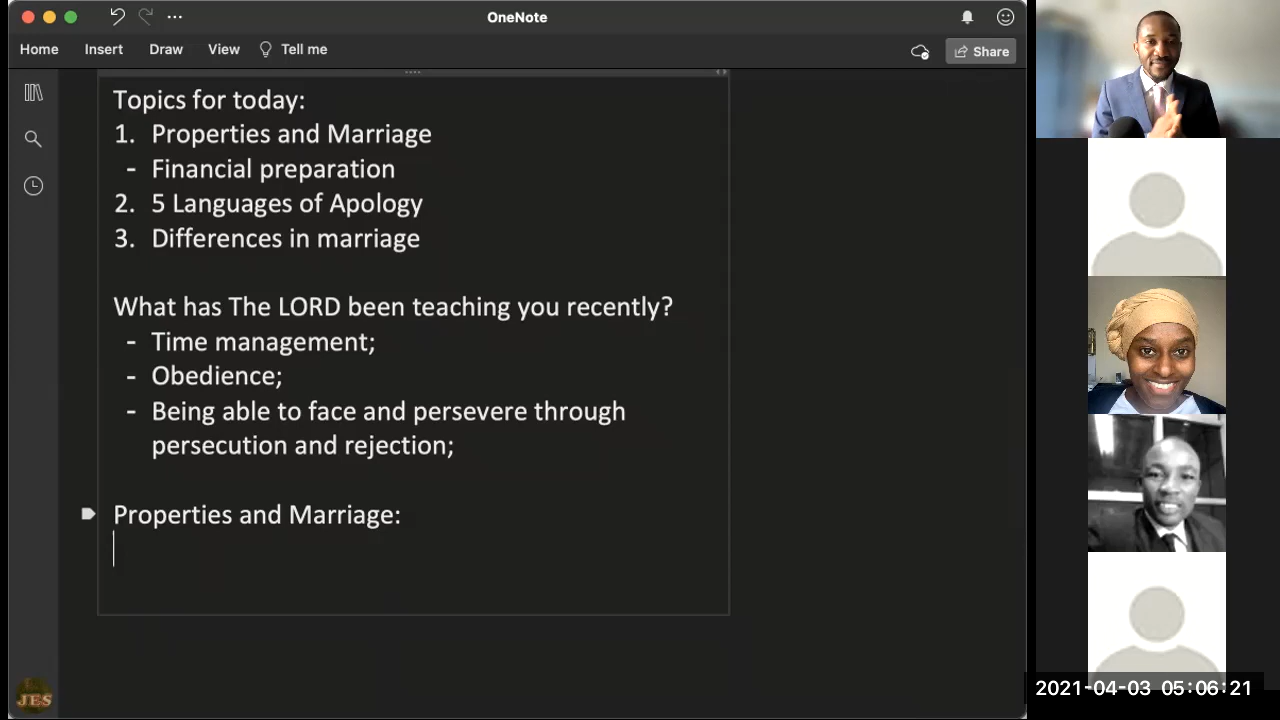 OneNote
Home Insert Draw View Tell me Share
Topics for today:
1. Properties and Marriage
- Financial preparation
2. 5 Languages of Apology
3. Differences in marriage
What has The LORD been teaching you recently?
- Time management;
- Obedience;
- Being able to face and persevere through
persecution and rejection;
Properties and Marriage:
JES
2021-04-03 05:06:21